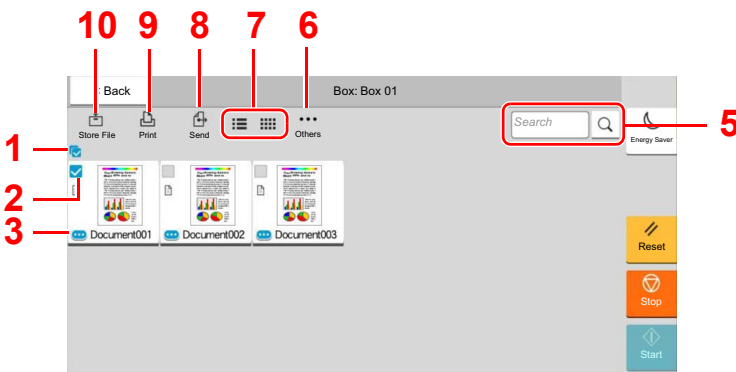 10 9 8 7 6
< Back
Box: Box 01
Store File
Print
Send
Others
Search
5
Energy Saver
1
2
3
Document001
Document002
Document003
Reset
Stop
Start